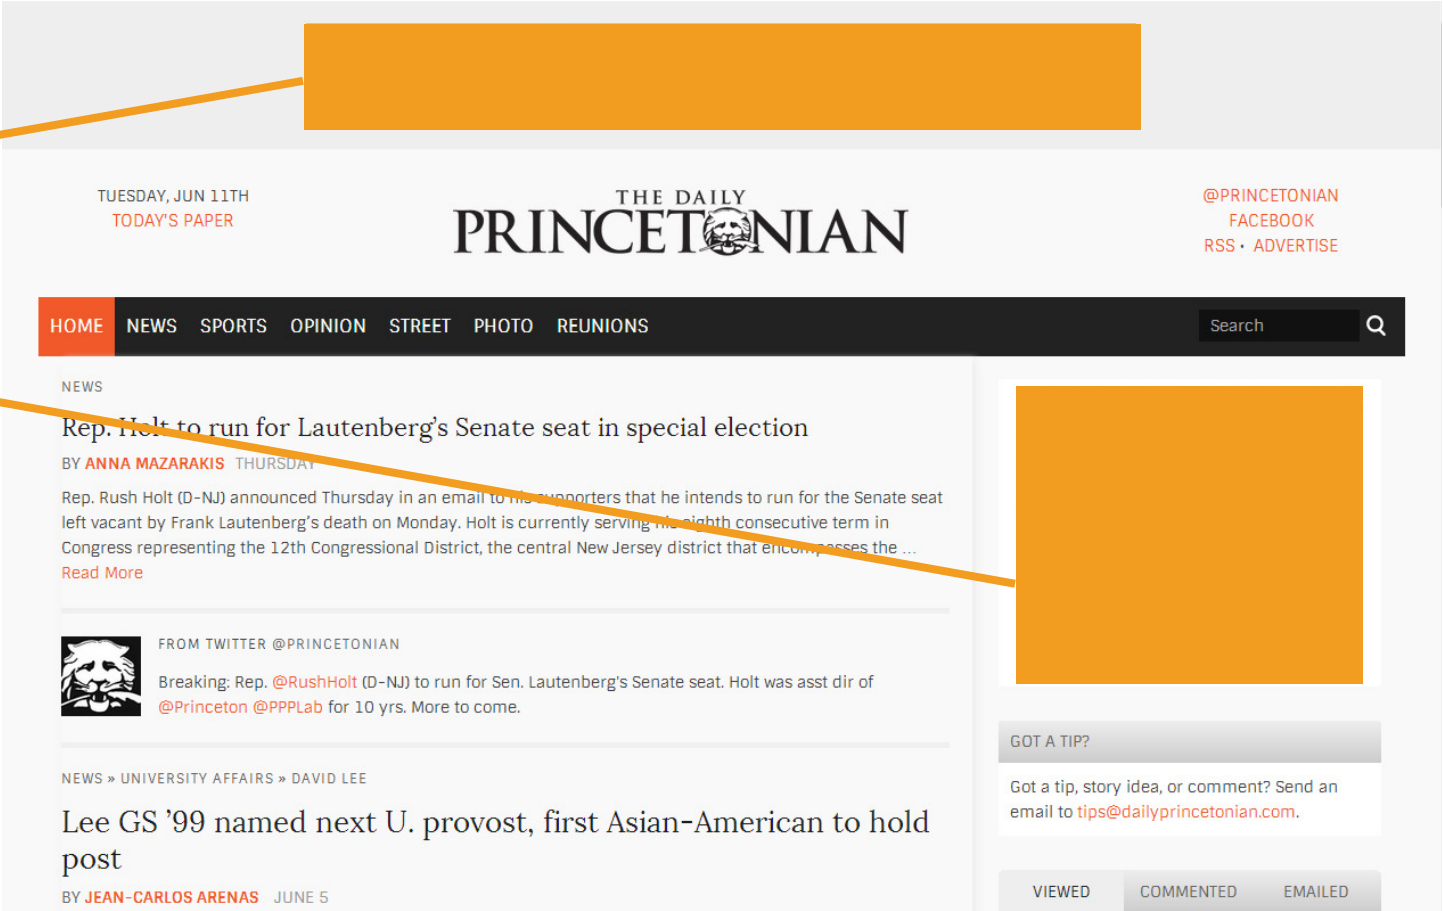 TUESDAY, JUN 11TH
TODAY'S PAPER
THE DAILY
PRINCETONIAN
@PRINCETONIAN
FACEBOOK
RSS · ADVERTISE
HOME NEWS SPORTS OPINION STREET PHOTO REUNIONS
Search
NEWS
Rep. Holt to run for Lautenberg’s Senate seat in special election
BY ANNA MAZARAKIS THURSDAY
Rep. Rush Holt (D-NJ) announced Thursday in an email to his supporters that he intends to run for the Senate seat
left vacant by Frank Lautenberg’s death on Monday. Holt is currently serving his eighth consecutive term in
Congress representing the 12th Congressional District, the central New Jersey district that encompasses the ...
Read More
FROM TWITTER @PRINCETONIAN
Breaking: Rep. @RushHolt (D-NJ) to run for Sen. Lautenberg's Senate seat. Holt was asst dir of
@Princeton @PPPLab for 10 yrs. More to come.
NEWS » UNIVERSITY AFFAIRS » DAVID LEE
Lee GS ’99 named next U. provost, first Asian-American to hold
post
BY JEAN-CARLOS ARENAS JUNE 5
GOT A TIP?
Got a tip, story idea, or comment? Send an
email to tips@dailyprincetonian.com.
VIEWED COMMENTED EMAILED